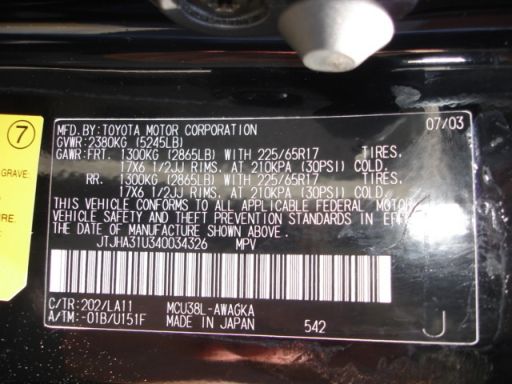 7
GRAVE:
URE:
MFD. BY: TOYOTA MOTOR CORPORATION 07/03
GVWR: 2380KG (5245LB)
GAWR: FRT. 1300KG (2865LB) WITH 225/65R17 TIRES.
17X6 1/2JJ RIMS. AT 210KPA (30PSI) COLD
RR. 1300KG (2865LB) WITH 225/65R17 TIRES.
17X6 1/2JJ RIMS. AT 210KPA (30PSI) COLD.
THIS VEHICLE CONFORMS TO ALL APPLICABLE FEDERAL MOTOR
VEHICLE SAFETY AND THEFT PREVENTION STANDARDS IN EFF
THE DATE OF MANUFACTURE SHOWN ABOVE.
JTJHA31U340034326 MPV
C/TR: 202/LA11 MCU38L-AWAGKA
A/TM: -01B/U151F MADE IN JAPAN 542 J